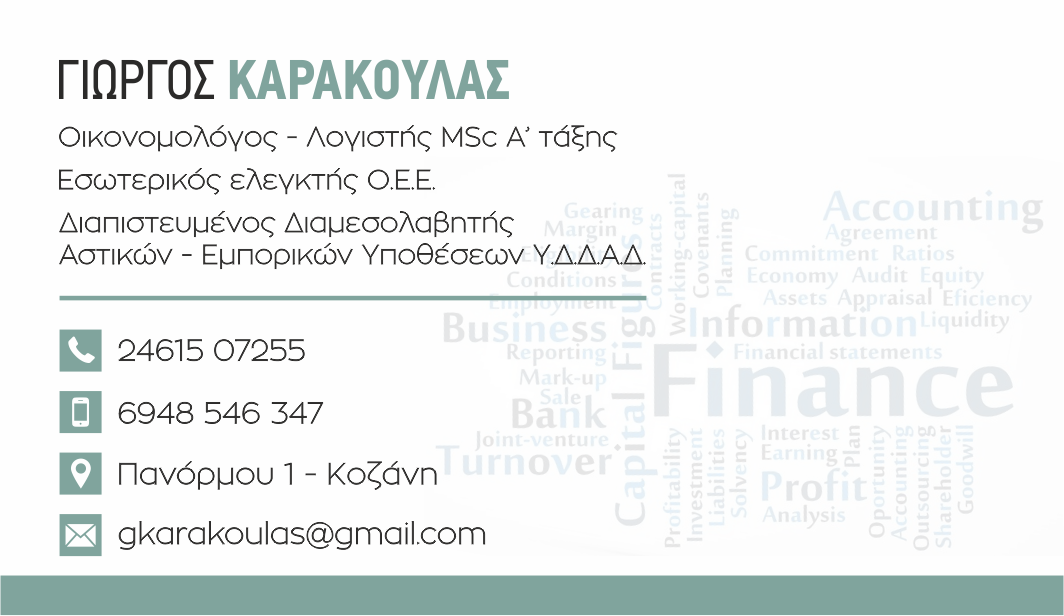 ΓΙΩΡΓΟΣ ΚΑΡΑΚΟΥΛΑΣ
Οικονομολόγος - Λογιστής MSc Α’ τάξης
Εσωτερικός ελεγκτής Ο.Ε.Ε.
Διαπιστευμένος Διαμεσολαβητής
Αστικών - Εμπορικών Υποθέσεων Υ.Δ.Δ.Α.Δ.
24615 07255
6948 546 347
Πανόρμου 1 - Κοζάνη
gkarakoulas@gmail.com
Accounting
Gearing
Margin
Eligibility
Conditions
Employment
Business
Reporting
Mark-up
Sale
Bank
Joint-venture
Turnover
Capital Figures
Contracts
Working-capital
Covenants
Planning
Agreement
Commitment Ratios
Economy Audit Equity
Assets Appraisal Eficiency
Information Liquidity
Financial statements
Finance
Profitability
Investment
Liabilities
Solvency
Interest
Earning
Plan
Profit
Analysis
Oportunity
Accounting
Outsourcing
Shareholder
Goodwill